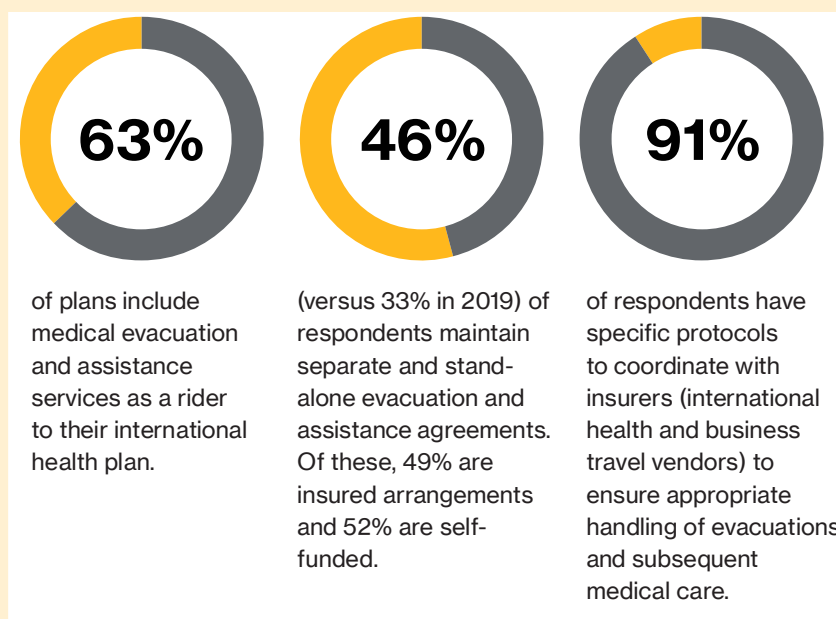 63%
of plans include
medical evacuation
and assistance
services as a rider
to their international
health plan.
46%
(versus 33% in 2019) of
respondents maintain
separate and stand-
alone evacuation and
assistance agreements.
Of these, 49% are
insured arrangements
and 52% are self-
funded.
91%
of respondents have
specific protocols
to coordinate with
insurers (international
health and business
travel vendors) to
ensure appropriate
handling of evacuations
and subsequent
medical care.